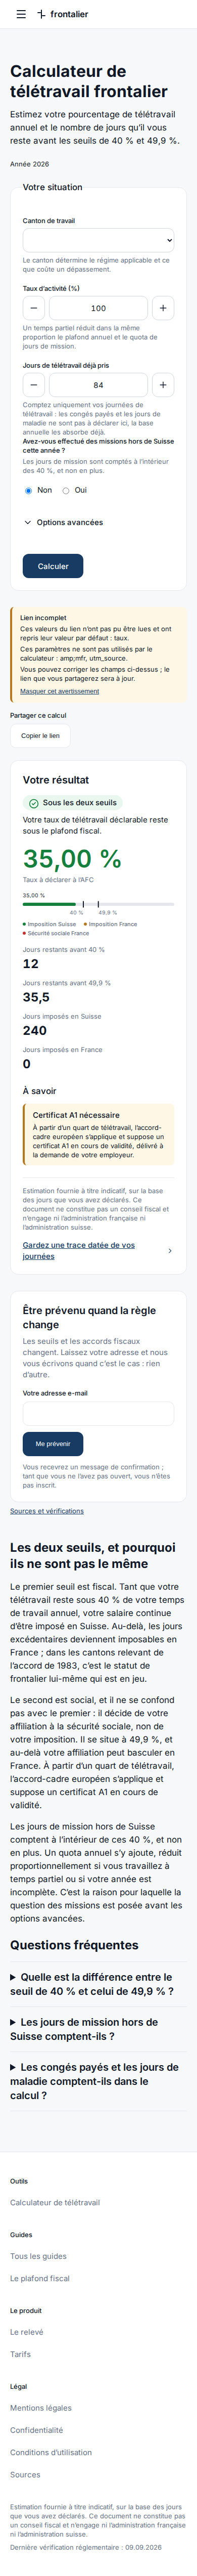 frontalier
Calculateur de
télétravail frontalier
Estimez votre pourcentage de télétravail
annuel et le nombre de jours qu’il vous
reste avant les seuils de 40 % et 49,9 %.
Année 2026
Votre situation
Canton de travail
Le canton détermine le régime applicable et ce
que coûte un dépassement.
Taux d’activité (%)
100
Un temps partiel réduit dans la même
proportion le plafond annuel et le quota de
jours de mission.
Jours de télétravail déjà pris
84
Comptez uniquement vos journées de
télétravail : les congés payés et les jours de
maladie ne sont pas à déclarer ici, la base
annuelle les absorbe déjà.
Avez-vous effectué des missions hors de Suisse
cette année ?
Les jours de mission sont comptés à l’intérieur
des 40 %, et non en plus.
Non
Oui
Options avancées
Calculer
Lien incomplet
Ces valeurs du lien n’ont pas pu être lues et ont
repris leur valeur par défaut : taux.
Ces paramètres ne sont pas utilisés par le
calculateur : amp;mfr, utm_source.
Vous pouvez corriger les champs ci-dessus ; le
lien que vous partagerez sera à jour.
Masquer cet avertissement
Partager ce calcul
Copier le lien
Votre résultat
Sous les deux seuils
Votre taux de télétravail déclarable reste
sous le plafond fiscal.
35,00 %
Taux à déclarer à l’AFC
35,00 %
40 %
49,9 %
Imposition Suisse
Imposition France
Sécurité sociale France
Jours restants avant 40 %
12
Jours restants avant 49,9 %
35,5
Jours imposés en Suisse
240
Jours imposés en France
0
À savoir
Certificat A1 nécessaire
À partir d’un quart de télétravail, l’accord-
cadre européen s’applique et suppose un
certificat A1 en cours de validité, délivré à
la demande de votre employeur.
Estimation fournie à titre indicatif, sur la base
des jours que vous avez déclarés. Ce
document ne constitue pas un conseil fiscal et
n’engage ni l’administration française ni
l’administration suisse.
Gardez une trace datée de vos
journées
Être prévenu quand la règle
change
Les seuils et les accords fiscaux
changent. Laissez votre adresse et nous
vous écrivons quand c’est le cas : rien
d’autre.
Votre adresse e-mail
Me prévenir
Vous recevrez un message de confirmation ;
tant que vous ne l’avez pas ouvert, vous n’êtes
pas inscrit.
Sources et vérifications
Les deux seuils, et pourquoi
ils ne sont pas le même
Le premier seuil est fiscal. Tant que votre
télétravail reste sous 40 % de votre temps
de travail annuel, votre salaire continue
d’être imposé en Suisse. Au-delà, les jours
excédentaires deviennent imposables en
France ; dans les cantons relevant de
l’accord de 1983, c’est le statut de
frontalier lui-même qui est en jeu.
Le second est social, et il ne se confond
pas avec le premier : il décide de votre
affiliation à la sécurité sociale, non de
votre imposition. Il se situe à 49,9 %, et
au-delà votre affiliation peut basculer en
France. À partir d’un quart de télétravail,
l’accord-cadre européen s’applique et
suppose un certificat A1 en cours de
validité.
Les jours de mission hors de Suisse
comptent à l’intérieur de ces 40 %, et non
en plus. Un quota annuel s’y ajoute, réduit
proportionnellement si vous travaillez à
temps partiel ou si votre année est
incomplète. C’est la raison pour laquelle la
question des missions est posée avant les
options avancées.
Questions fréquentes
Quelle est la différence entre le
seuil de 40 % et celui de 49,9 % ?
Les jours de mission hors de
Suisse comptent-ils ?
Les congés payés et les jours de
maladie comptent-ils dans le
calcul ?
Outils
Calculateur de télétravail
Guides
Tous les guides
Le plafond fiscal
Le produit
Le relevé
Tarifs
Légal
Mentions légales
Confidentialité
Conditions d’utilisation
Sources
Estimation fournie à titre indicatif, sur la base des jours
que vous avez déclarés. Ce document ne constitue pas
un conseil fiscal et n’engage ni l’administration française
ni l’administration suisse.
Dernière vérification réglementaire : 09.09.2026